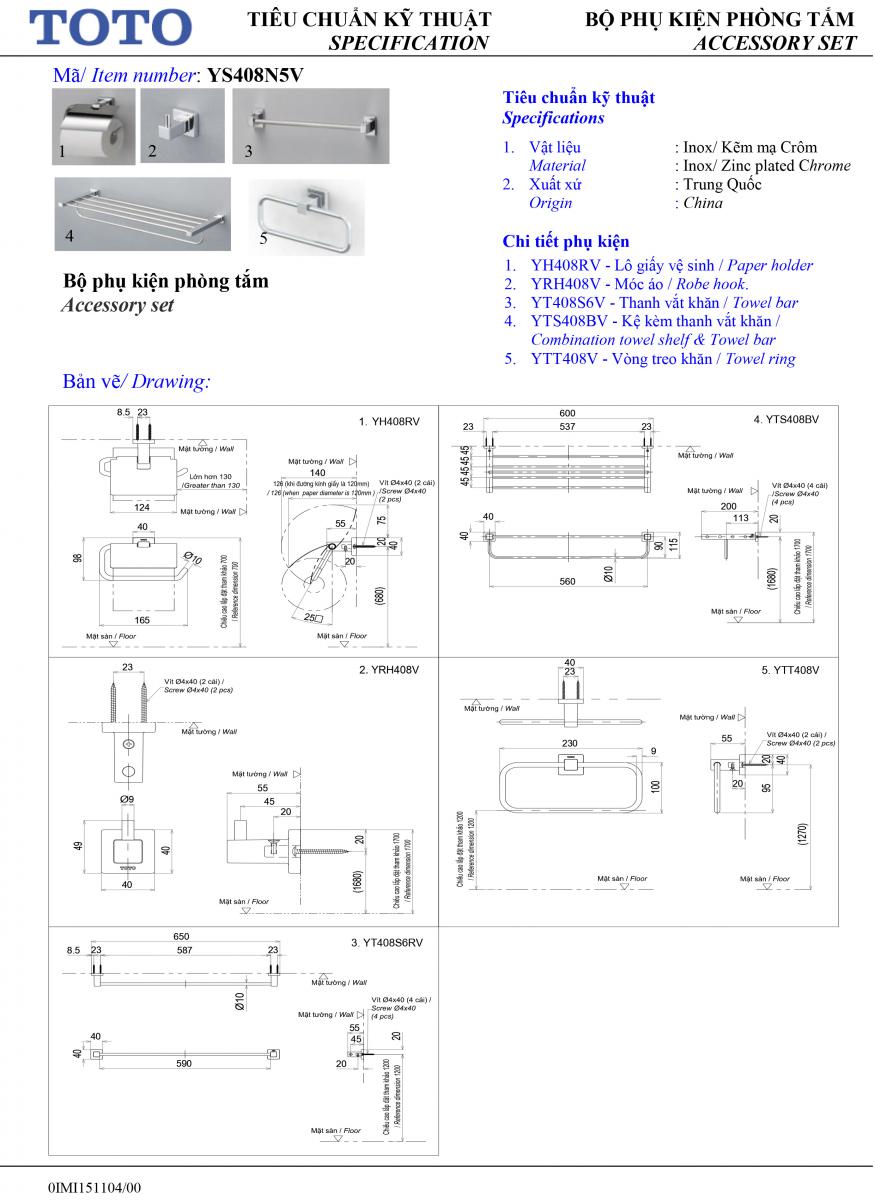 TOTO
TIÊU CHUẨN KỸ THUẬT
SPECIFICATION
BỘ PHỤ KIỆN PHÒNG TẮM
ACCESSORY SET
Mã/ Item number: YS408N5V
1
2
3
4
5
Bộ phụ kiện phòng tắm
Accessory set
Tiêu chuẩn kỹ thuật
Specifications
1. Vật liệu : Inox/ Kẽm mạ Crôm
Material : Inox/ Zinc plated Chrome
2. Xuất xứ : Trung Quốc
Origin : China
Chi tiết phụ kiện
1. YH408RV - Lô giấy vệ sinh / Paper holder
2. YRH408V - Móc áo / Robe hook.
3. YT408S6V - Thanh vắt khăn / Towel bar
4. YTS408BV - Kệ kèm thanh vắt khăn /
Combination towel shelf & Towel bar
5. YTT408V - Vòng treo khăn / Towel ring
Bản vẽ/ Drawing:
1. YH408RV
8.5 23
Mặt tường / Wall
Lớn hơn 130
/Greater than 130
124
Mặt tường / Wall
40
98
Ø10
165
Mặt sàn / Floor
Chiều cao lắp đặt tham khảo 700
/ Reference dimension 700
Mặt tường / Wall
140
126 (khi đường kính giấy là 120mm)
/ 126 (when paper diameter is 120mm )
Vít Ø4x40 (2 cái)
/Screw Ø4x40
(2 pcs)
75
55
20
40
20
25
(680)
Mặt sàn / Floor
4. YTS408BV
600
23 537 23
45 45 45 45
Mặt tường / Wall
40
40
90
115
Ø10
560
Mặt tường / Wall
Vít Ø4x40 (4 cái)
/Screw Ø4x40
(4 pcs)
200
113
20
(1680)
Chiều cao lắp đặt tham khảo 1700
/ Reference dimension 1700
Mặt sàn / Floor
2. YRH408V
23
Vít Ø4x40 (2 cái) /
Screw Ø4x40 (2 pcs)
Mặt tường / Wall
Ø9
49
40
TOTO
40
Mặt tường / Wall
55
45
20
20
(1680)
Chiều cao lắp đặt tham khảo 1700
/ Reference dimension 1700
Mặt sàn / Floor
5. YTT408V
40
23
Mặt tường / Wall
230
9
100
Chiều cao lắp đặt tham khảo 1200
/ Reference dimension 1200
Mặt sàn / Floor
Mặt tường / Wall
Vít Ø4x40 (2 cái) /
Screw Ø4x40 (2 pcs)
55
20
40
20
95
(1270)
Mặt sàn / Floor
3. YT408S6RV
650
8.5 23 587 23
Mặt tường / Wall
Ø10
40
40
590
Vít Ø4x40 (4 cái) /
Screw Ø4x40
(4 pcs)
Mặt tường / Wall
55
45
20
20
Chiều cao lắp đặt tham khảo 1200
/ Reference dimension 1200
Mặt sàn / Floor
0IMI151104/00